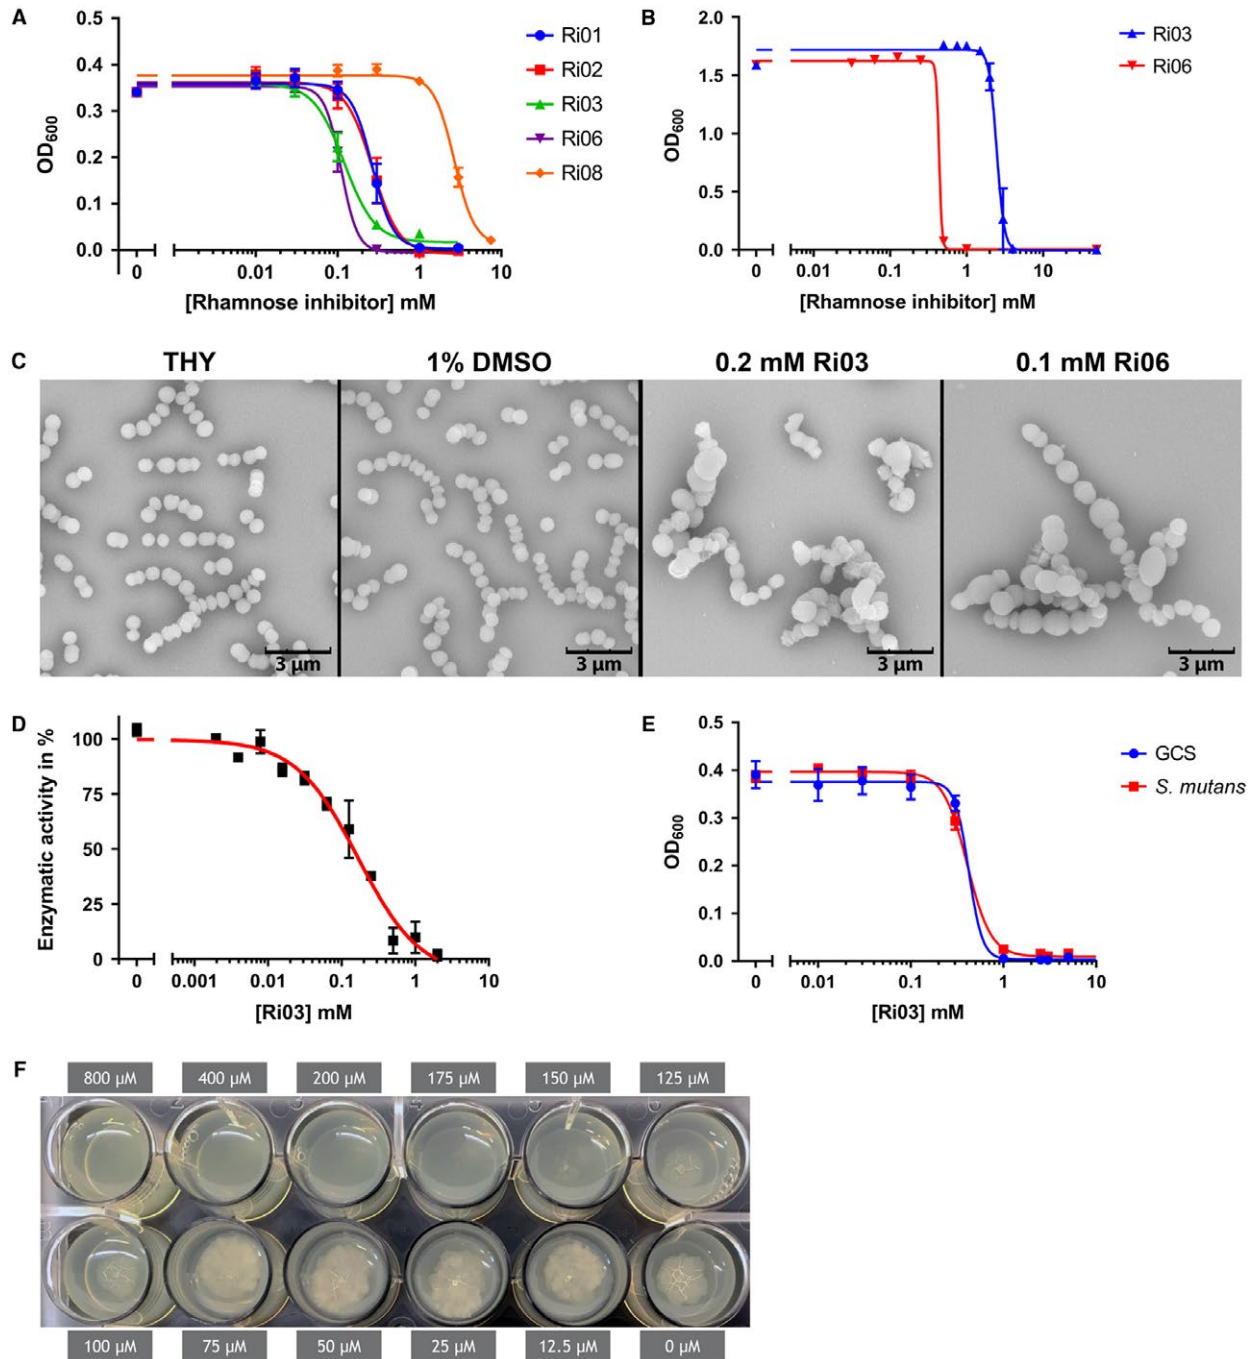 A
0.5
0.4
0.3
0.2
0.1
0.0
OD600
0 0.01 0.1 1 10
[Rhamnose inhibitor] mM
Ri01
Ri02
Ri03
Ri06
Ri08
B
2.0
1.5
1.0
0.5
0.0
OD600
0 0.01 0.1 1 10
[Rhamnose inhibitor] mM
Ri03
Ri06
C
THY 1% DMSO 0.2 mM Ri03 0.1 mM Ri06
3 µm 3 µm 3 µm 3 µm
D
100
75
50
25
0
Enzymatic activity in %
0 0.001 0.01 0.1 1 10
[Ri03] mM
E
0.5
0.4
0.3
0.2
0.1
0.0
OD600
0 0.01 0.1 1 10
[Ri03] mM
GCS
S. mutans
F
800 µM 400 µM 200 µM 175 µM 150 µM 125 µM
100 µM 75 µM 50 µM 25 µM 12.5 µM 0 µM